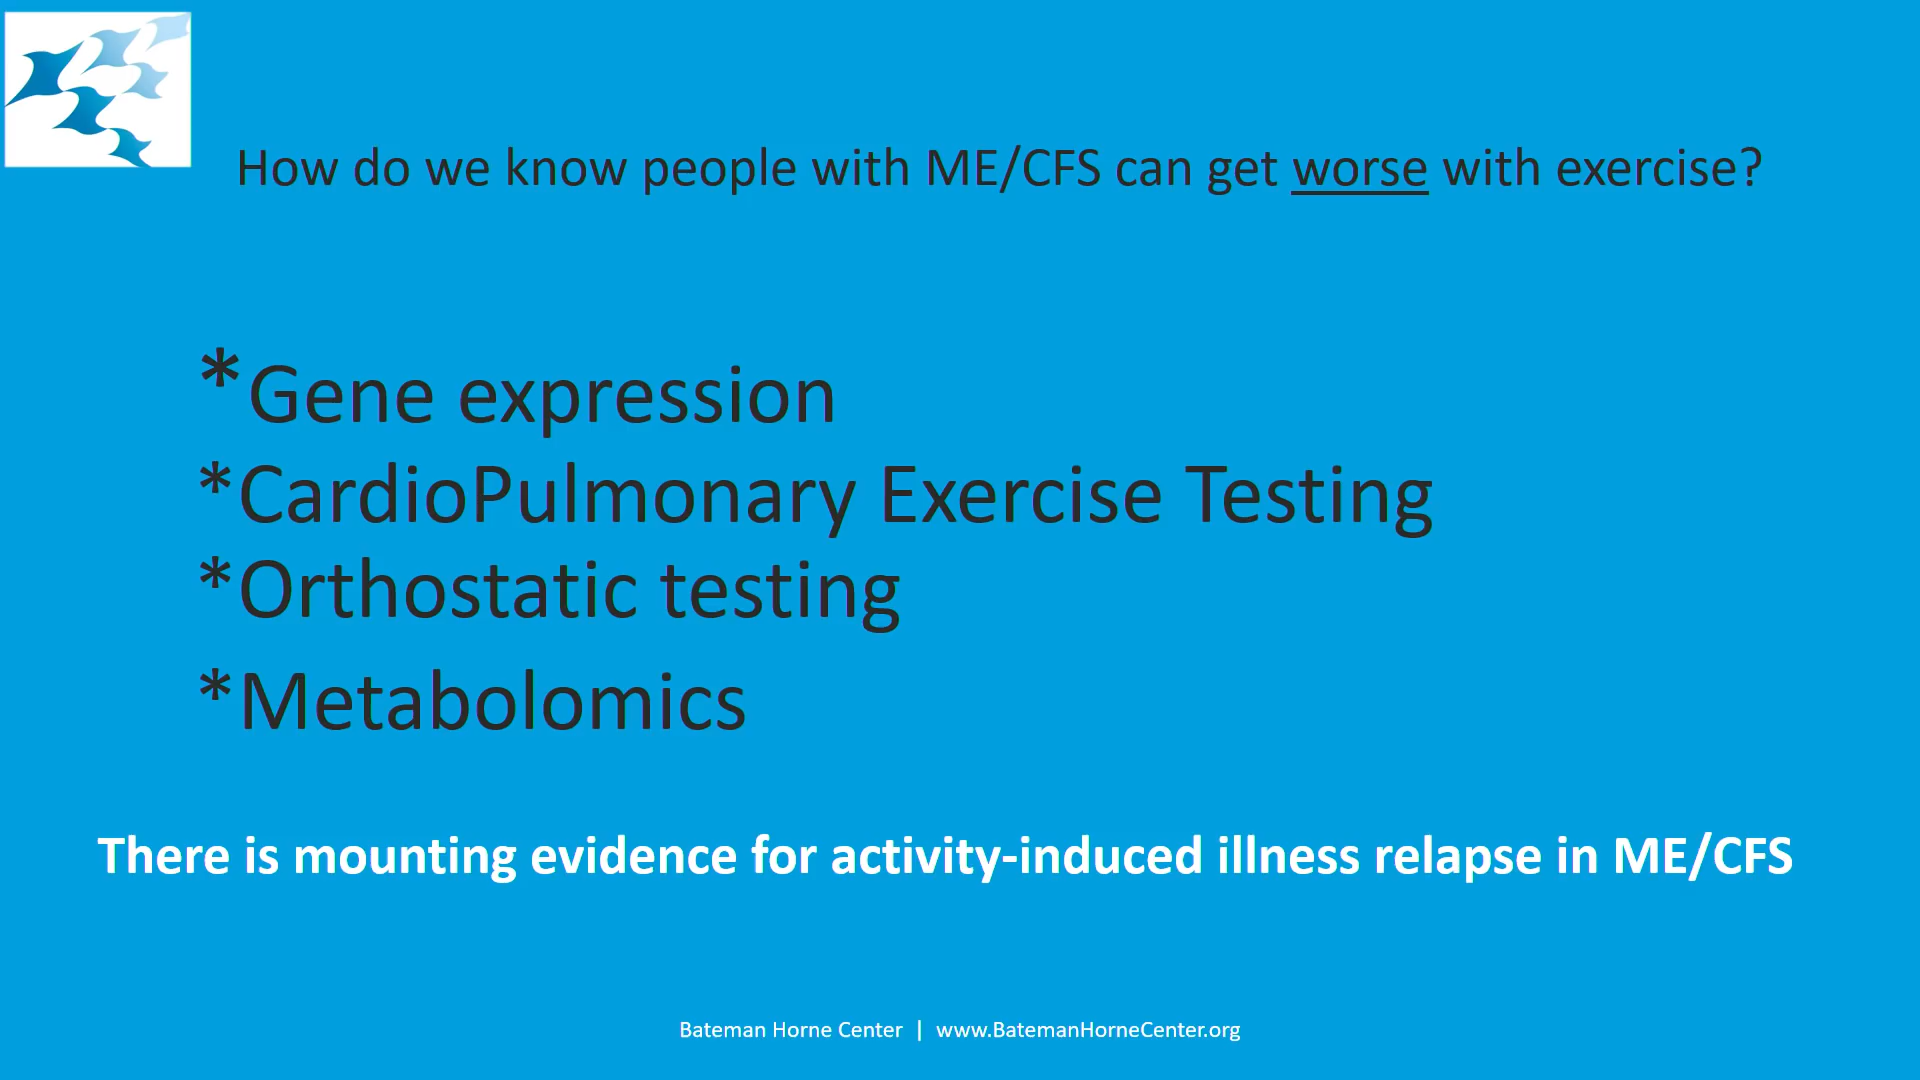 How do we know people with ME/CFS can get worse with exercise?
*Gene expression
*CardioPulmonary Exercise Testing
*Orthostatic testing
*Metabolomics
There is mounting evidence for activity-induced illness relapse in ME/CFS
Bateman Horne Center | www.BatemanHorneCenter.org